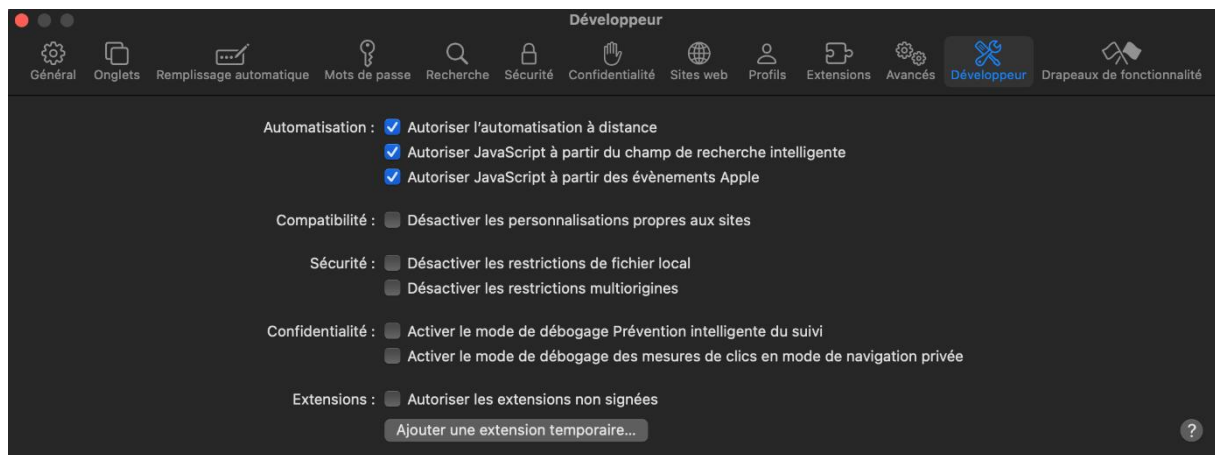 Développeur
Général Onglets Remplissage automatique Mots de passe Recherche Sécurité Confidentialité Sites web Profils Extensions Avancés Développeur Drapeaux de fonctionnalité
Automatisation : Autoriser l'automatisation à distance
Autoriser JavaScript à partir du champ de recherche intelligente
Autoriser JavaScript à partir des évènements Apple
Compatibilité : Désactiver les personnalisations propres aux sites
Sécurité : Désactiver les restrictions de fichier local
Désactiver les restrictions multiorigines
Confidentialité : Activer le mode de débogage Prévention intelligente du suivi
Activer le mode de débogage des mesures de clics en mode de navigation privée
Extensions : Autoriser les extensions non signées
Ajouter une extension temporaire...
?